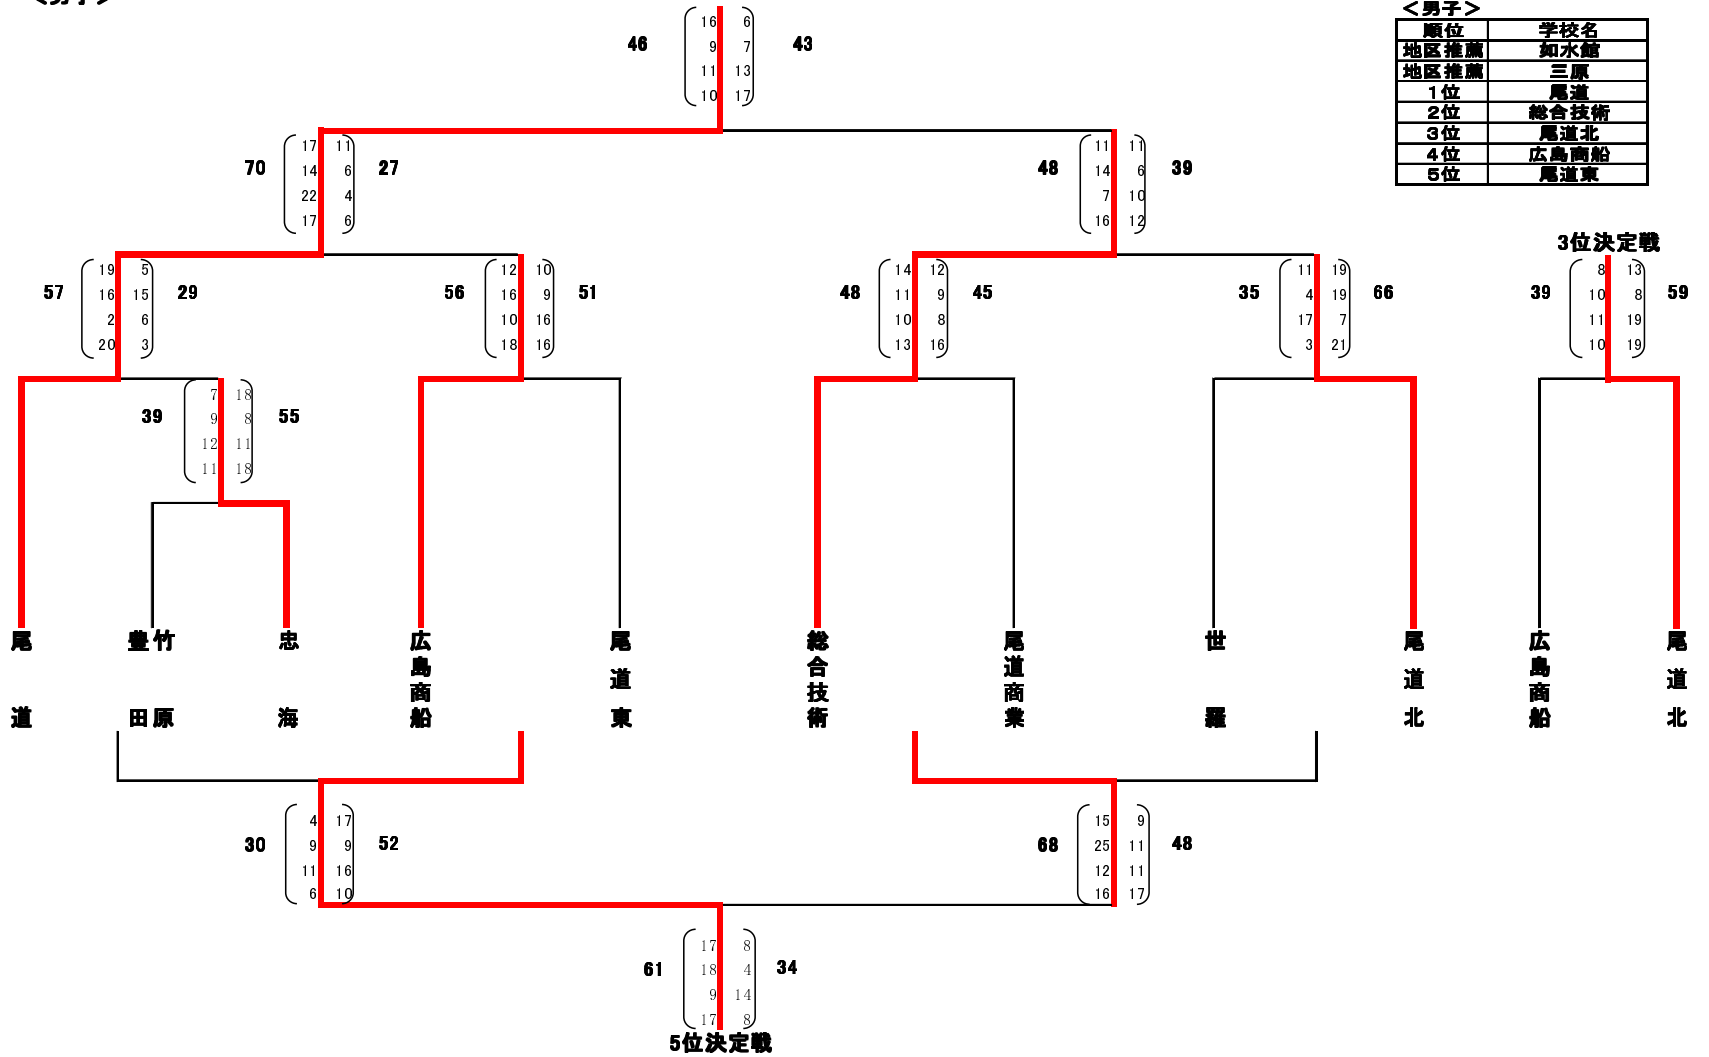 ＜男子＞
46 43
16 6
9 7
11 13
10 17
＜男子＞
順位 学校名
地区推薦 如水館
地区推薦 三原
1位 尾道
2位 総合技術
3位 尾道北
4位 広島商船
5位 尾道東
70 27
17 11
14 6
22 4
17 6
48 39
11 11
14 6
7 10
16 12
57 29
19 5
16 15
2 6
20 3
56 51
12 10
16 9
10 16
18 16
48 45
14 12
11 9
10 8
13 16
35 66
11 19
4 19
17 7
3 21
3位決定戦
39 59
8 13
10 8
11 19
10 19
39 55
7 18
9 8
12 11
11 18
尾道
竹原
豊田
忠海
広島商船
尾道東
総合技術
尾道商業
世羅
尾道北
広島商船
尾道北
30 52
4 17
9 9
11 16
6 10
68 48
15 9
25 11
12 11
16 17
61 34
17 8
18 4
9 14
17 8
5位決定戦